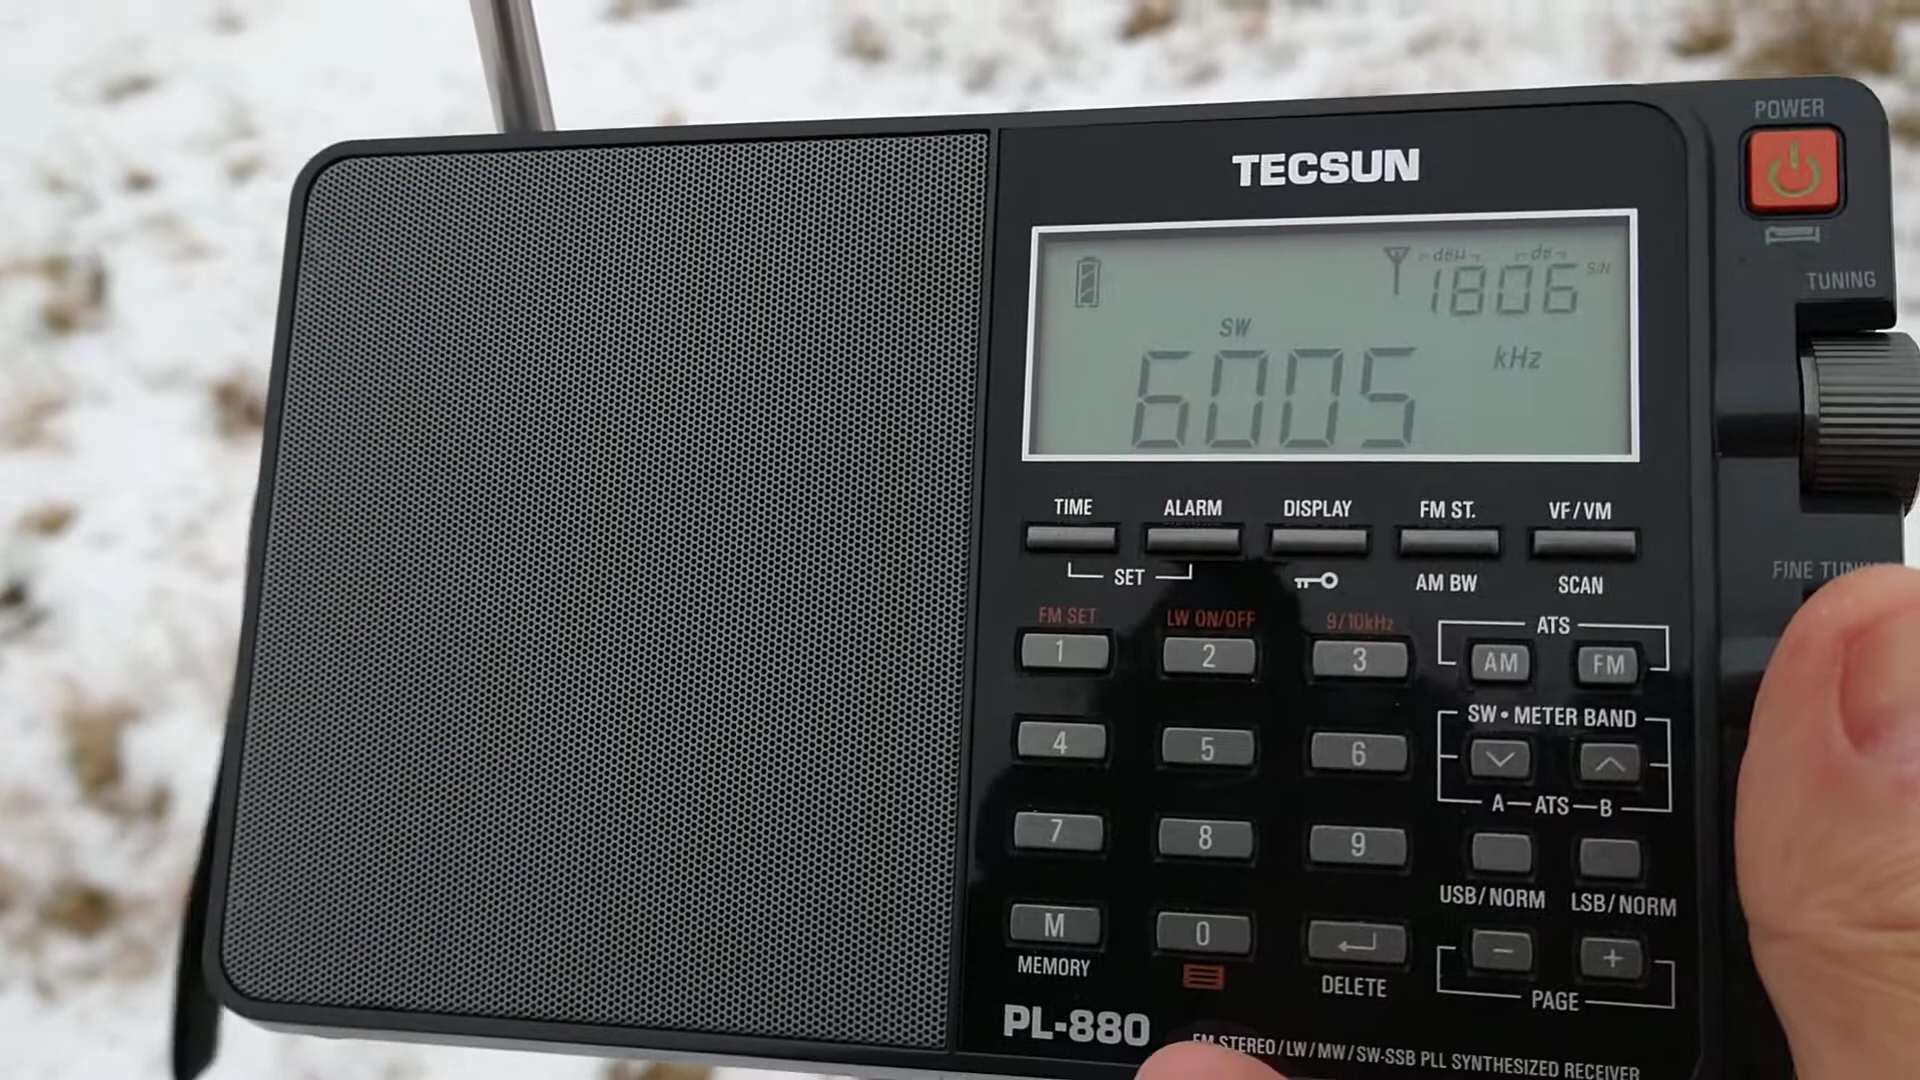 POWER
TECSUN
dBμ dB
1806 S/N
TUNING
SW
6005 kHz
TIME ALARM DISPLAY FM ST. VF/VM
SET AM BW SCAN
FINE
FM SET LW ON/OFF 9/10kHz ATS
1 2 3 AM FM
SW • METER BAND
4 5 6
A ATS B
7 8 9
USB/NORM LSB/NORM
M 0 - +
MEMORY DELETE PAGE
PL-880
FM STEREO/LW/MW/SW-SSB PLL SYNTHESIZED RECEIVER